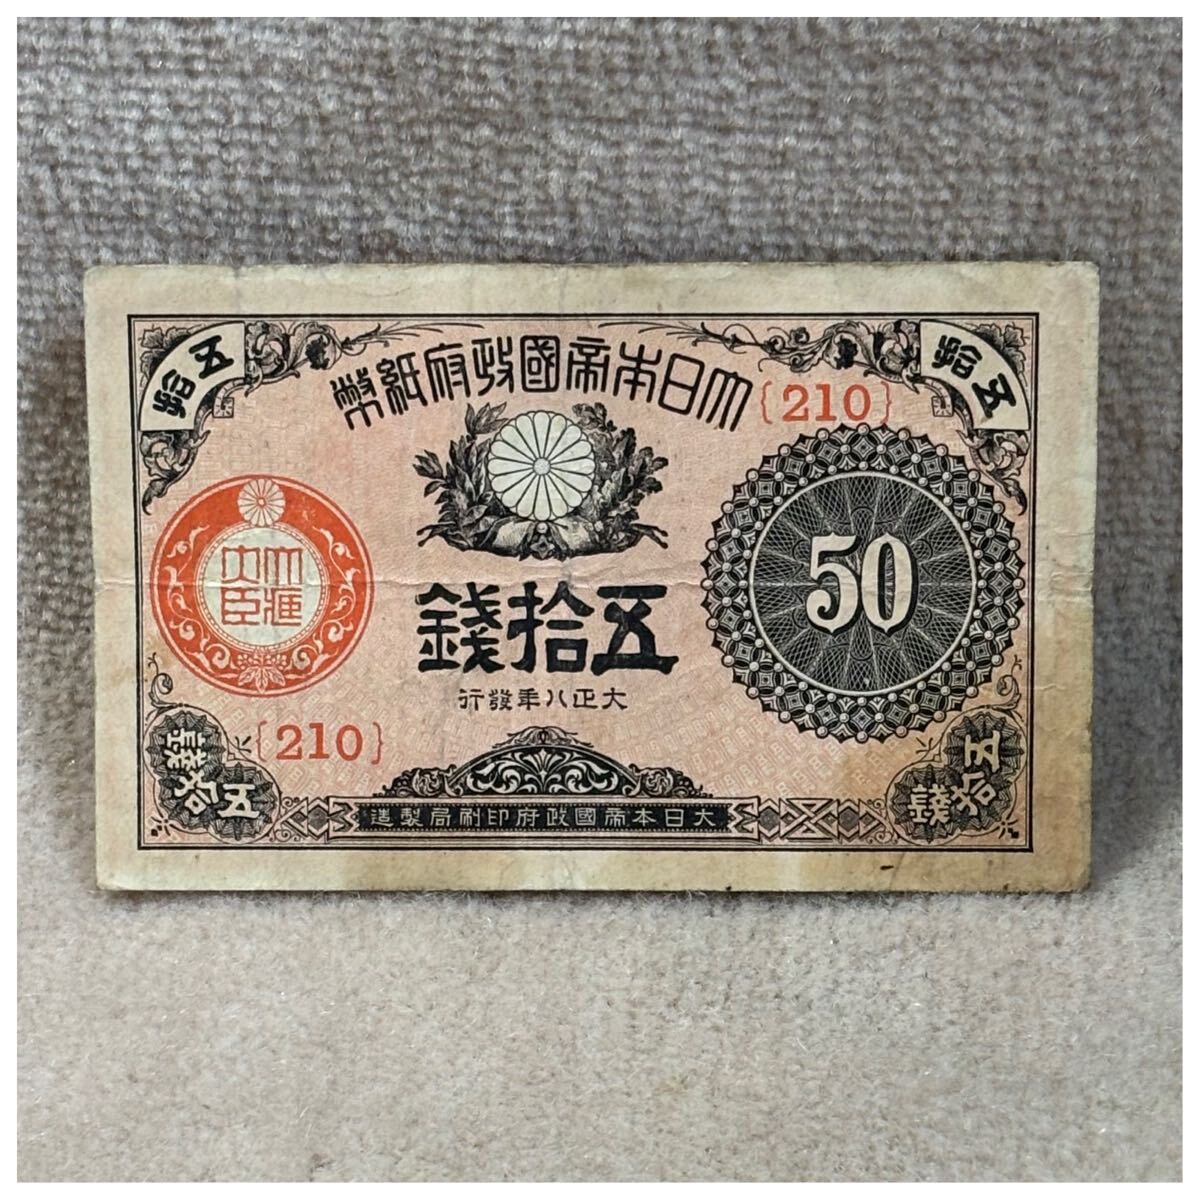 五拾
大日本帝國政府紙幣
{210}
五拾
大蔵大臣
五拾錢
50
大正八年發行
{210}
五拾錢
大日本帝國政府印刷局製造
五拾錢